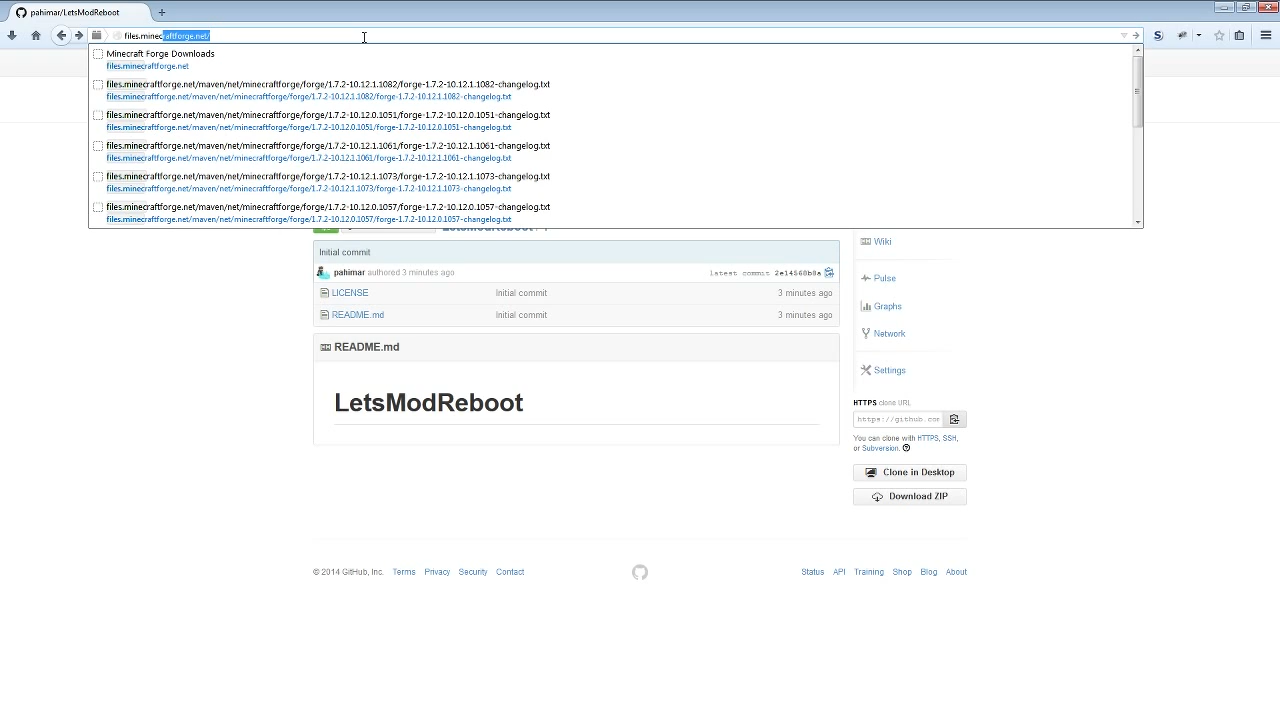 pahimar/LetsModReboot
files.minecraftforge.net/
Minecraft Forge Downloads
files.minecraftforge.net
files.minecraftforge.net/maven/net/minecraftforge/forge/1.7.2-10.12.1.1082/forge-1.7.2-10.12.1.1082-changelog.txt
files.minecraftforge.net/maven/net/minecraftforge/forge/1.7.2-10.12.1.1082/forge-1.7.2-10.12.1.1082-changelog.txt
files.minecraftforge.net/maven/net/minecraftforge/forge/1.7.2-10.12.0.1051/forge-1.7.2-10.12.0.1051-changelog.txt
files.minecraftforge.net/maven/net/minecraftforge/forge/1.7.2-10.12.0.1051/forge-1.7.2-10.12.0.1051-changelog.txt
files.minecraftforge.net/maven/net/minecraftforge/forge/1.7.2-10.12.1.1061/forge-1.7.2-10.12.1.1061-changelog.txt
files.minecraftforge.net/maven/net/minecraftforge/forge/1.7.2-10.12.1.1061/forge-1.7.2-10.12.1.1061-changelog.txt
files.minecraftforge.net/maven/net/minecraftforge/forge/1.7.2-10.12.1.1073/forge-1.7.2-10.12.1.1073-changelog.txt
files.minecraftforge.net/maven/net/minecraftforge/forge/1.7.2-10.12.1.1073/forge-1.7.2-10.12.1.1073-changelog.txt
files.minecraftforge.net/maven/net/minecraftforge/forge/1.7.2-10.12.0.1057/forge-1.7.2-10.12.0.1057-changelog.txt
files.minecraftforge.net/maven/net/minecraftforge/forge/1.7.2-10.12.0.1057/forge-1.7.2-10.12.0.1057-changelog.txt
LetsModReboot
Initial commit
pahimar authored 3 minutes ago latest commit 2e14560b8a
LICENSE Initial commit 3 minutes ago
README.md Initial commit 3 minutes ago
README.md
LetsModReboot
Wiki
Pulse
Graphs
Network
Settings
HTTPS clone URL
https://github.com
You can clone with HTTPS, SSH,
or Subversion.
Clone in Desktop
Download ZIP
© 2014 GitHub, Inc. Terms Privacy Security Contact
Status API Training Shop Blog About